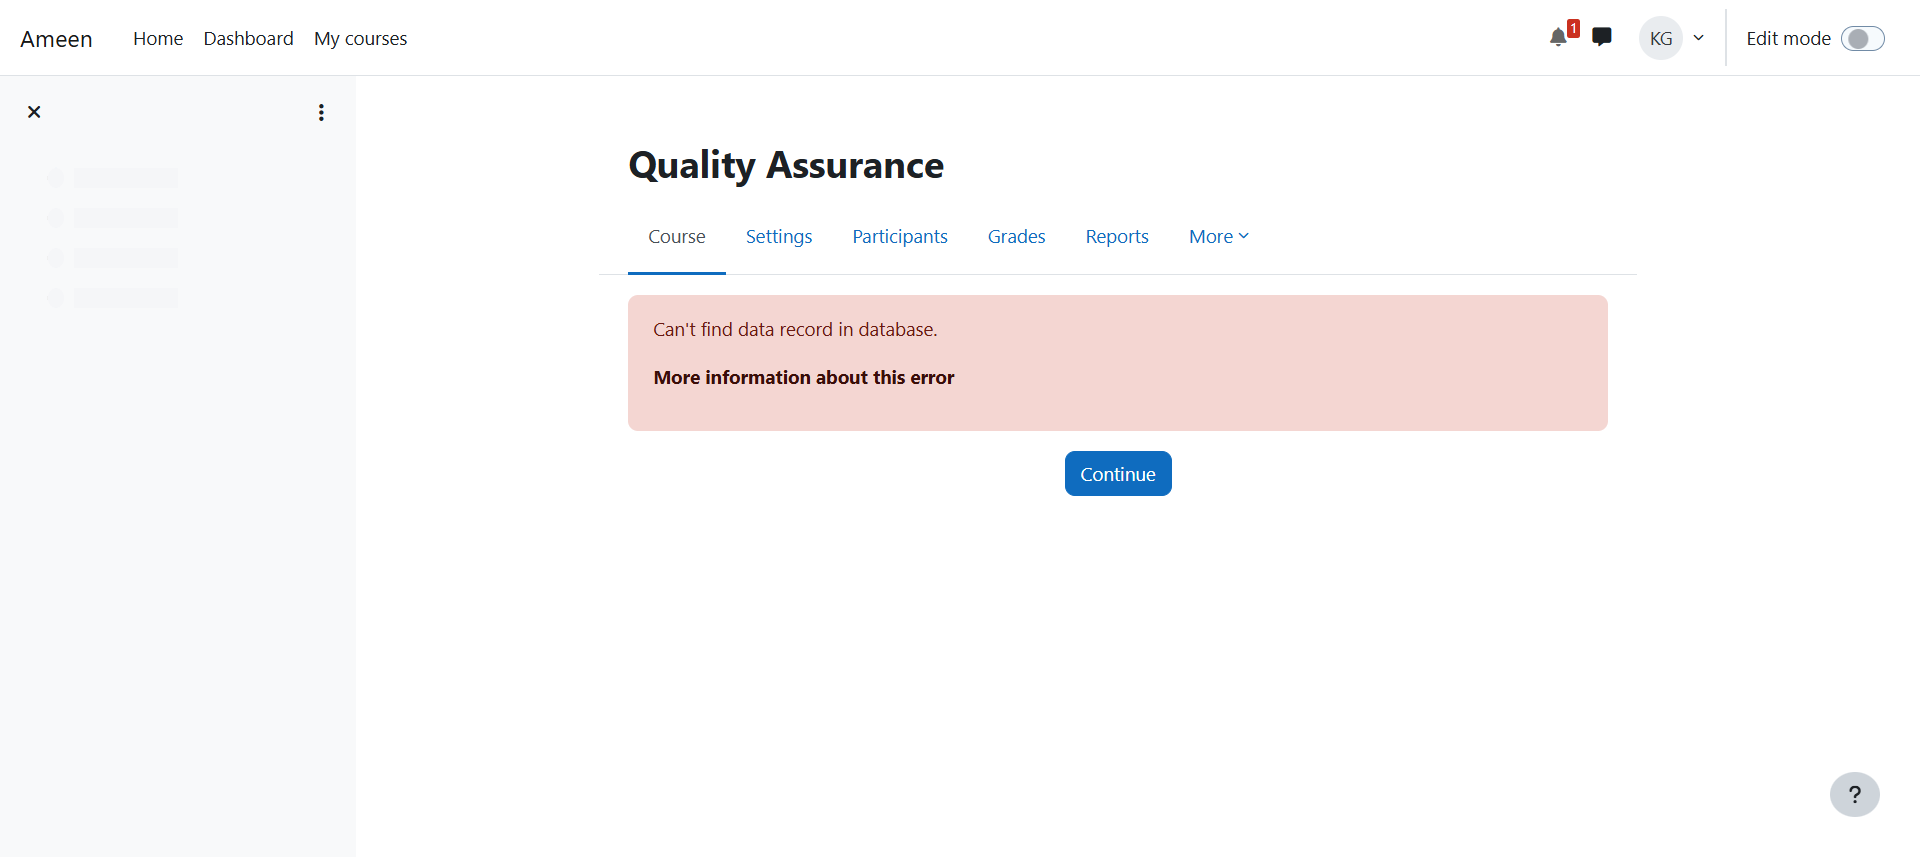 Ameen Home Dashboard My courses 1 KG Edit mode
Quality Assurance
Course Settings Participants Grades Reports More
Can't find data record in database.
More information about this error
Continue
?